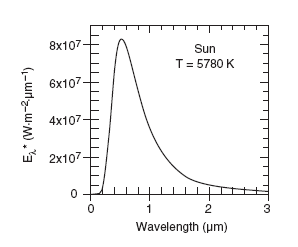 8x10⁷
6x10⁷
4x10⁷
2x10⁷
0
Eλ* (W·m⁻²·μm⁻¹)
Sun
T = 5780 K
0 1 2 3
Wavelength (μm)